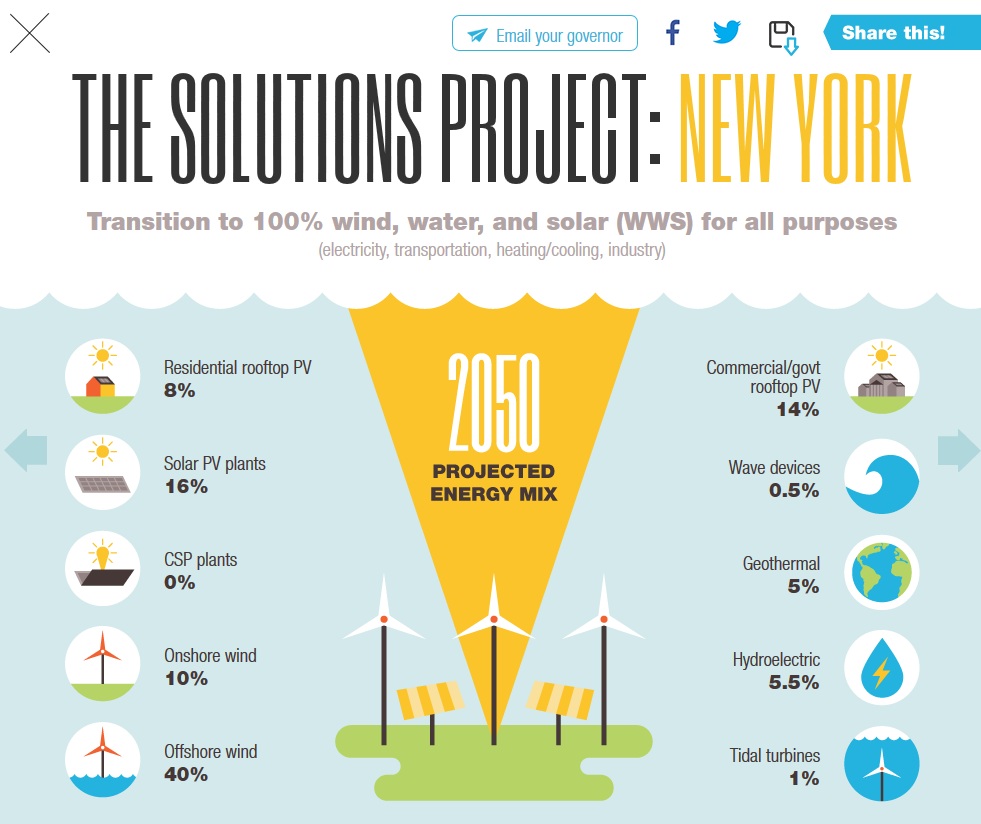 Email your governor
Share this!
THE SOLUTIONS PROJECT: NEW YORK
Transition to 100% wind, water, and solar (WWS) for all purposes
(electricity, transportation, heating/cooling, industry)
2050
PROJECTED
ENERGY MIX
Residential rooftop PV
8%
Solar PV plants
16%
CSP plants
0%
Onshore wind
10%
Offshore wind
40%
Commercial/govt
rooftop PV
14%
Wave devices
0.5%
Geothermal
5%
Hydroelectric
5.5%
Tidal turbines
1%